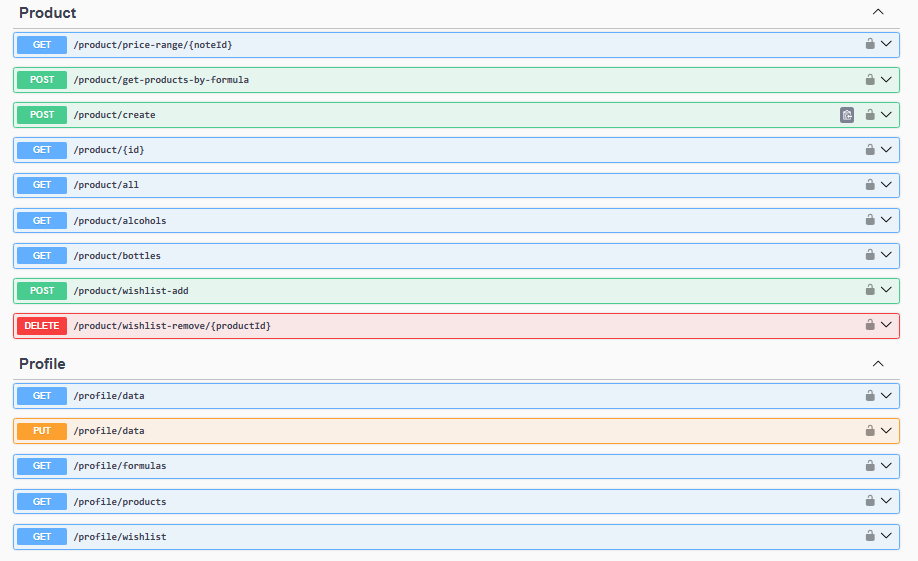 Product
GET /product/price-range/{noteId}
POST /product/get-products-by-formula
POST /product/create
GET /product/{id}
GET /product/all
GET /product/alcohols
GET /product/bottles
POST /product/wishlist-add
DELETE /product/wishlist-remove/{productId}
Profile
GET /profile/data
PUT /profile/data
GET /profile/formulas
GET /profile/products
GET /profile/wishlist